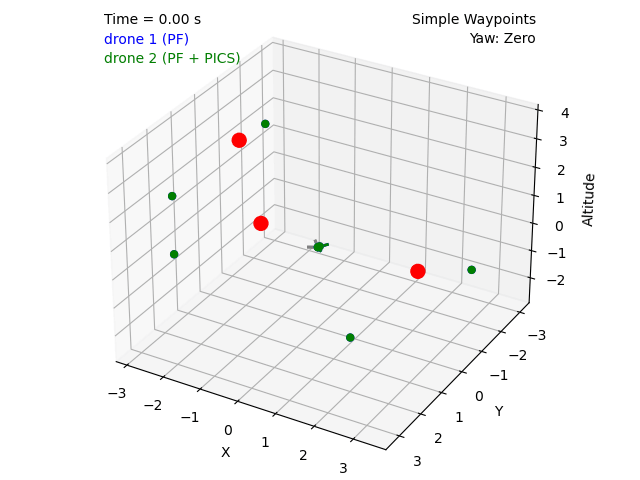 Time = 0.00 s
Simple Waypoints
drone 1 (PF)
Yaw: Zero
drone 2 (PF + PICS)
4
3
2
1
0
−1
−2
Altitude
−3
−2
−1
0
1
2
3
Y
−3
−2
−1
0
1
2
3
X